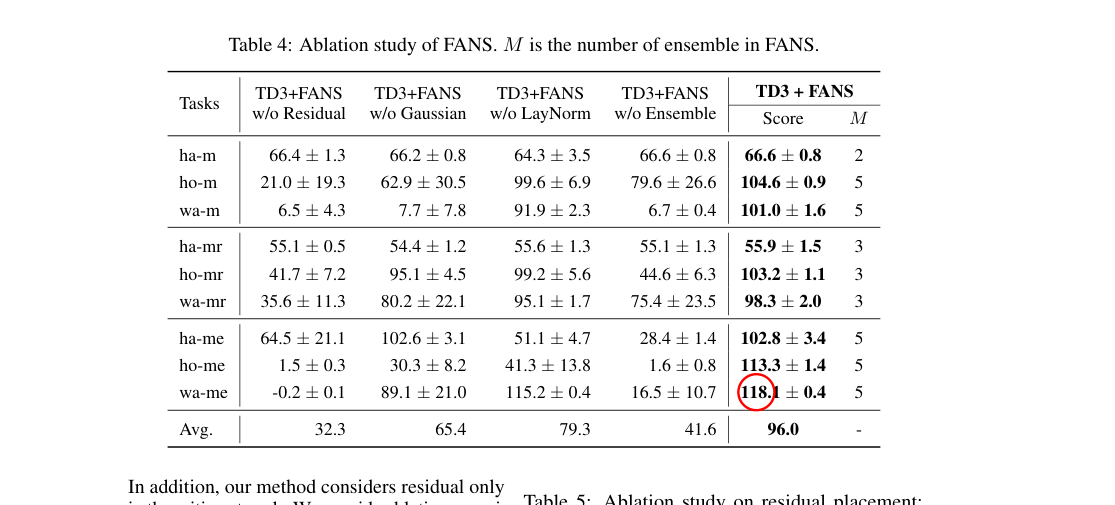 Table 4: Ablation study of FANS. M is the number of ensemble in FANS.
Tasks TD3+FANS w/o Residual TD3+FANS w/o Gaussian TD3+FANS w/o LayNorm TD3+FANS w/o Ensemble TD3 + FANS Score M
ha-m 66.4 ± 1.3 66.2 ± 0.8 64.3 ± 3.5 66.6 ± 0.8 66.6 ± 0.8 2
ho-m 21.0 ± 19.3 62.9 ± 30.5 99.6 ± 6.9 79.6 ± 26.6 104.6 ± 0.9 5
wa-m 6.5 ± 4.3 7.7 ± 7.8 91.9 ± 2.3 6.7 ± 0.4 101.0 ± 1.6 5
ha-mr 55.1 ± 0.5 54.4 ± 1.2 55.6 ± 1.3 55.1 ± 1.3 55.9 ± 1.5 3
ho-mr 41.7 ± 7.2 95.1 ± 4.5 99.2 ± 5.6 44.6 ± 6.3 103.2 ± 1.1 3
wa-mr 35.6 ± 11.3 80.2 ± 22.1 95.1 ± 1.7 75.4 ± 23.5 98.3 ± 2.0 3
ha-me 64.5 ± 21.1 102.6 ± 3.1 51.1 ± 4.7 28.4 ± 1.4 102.8 ± 3.4 5
ho-me 1.5 ± 0.3 30.3 ± 8.2 41.3 ± 13.8 1.6 ± 0.8 113.3 ± 1.4 5
wa-me -0.2 ± 0.1 89.1 ± 21.0 115.2 ± 0.4 16.5 ± 10.7 118.1 ± 0.4 5
Avg. 32.3 65.4 79.3 41.6 96.0 -
In addition, our method considers residual only
Table 5: Ablation study on residual placement: